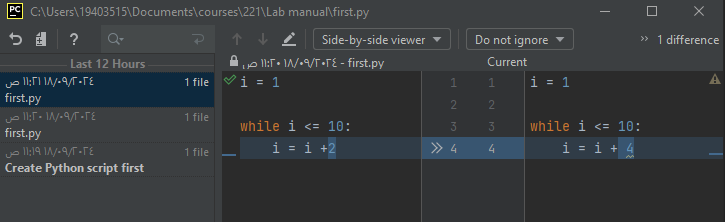 C:\Users\19403515\Documents\courses\221\Lab manual\first.py
Side-by-side viewer
Do not ignore
1 difference
Last 12 Hours
١٨/٠٩/٢٠٢٤ ١١:٢١ ص
1 file
first.py
١٨/٠٩/٢٠٢٤ ١١:٢٠ ص
1 file
first.py
١٨/٠٩/٢٠٢٤ ١١:١٩ ص
1 file
Create Python script first
١٨/٠٩/٢٠٢٤ ١١:٢٠ ص - first.py
Current
i = 1
while i <= 10:
i = i +2
1 1
2 2
3 3
4 4
i = 1
while i <= 10:
i = i + 4